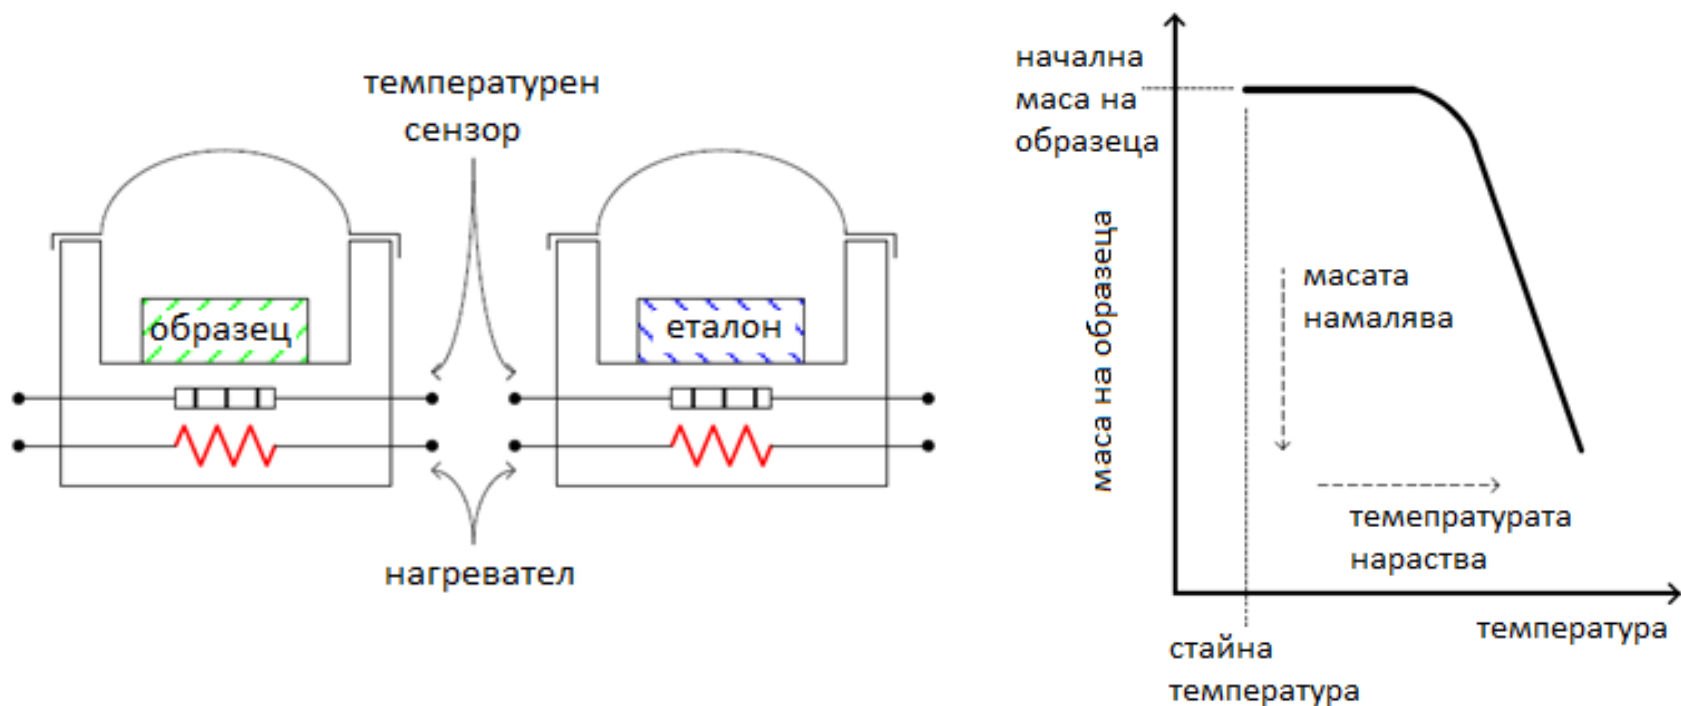 температурен
сензор
образец
еталон
нагревател
начална
маса на
образеца
маса на образеца
масата
намалява
темепратурата
нараства
температура
стайна
температура